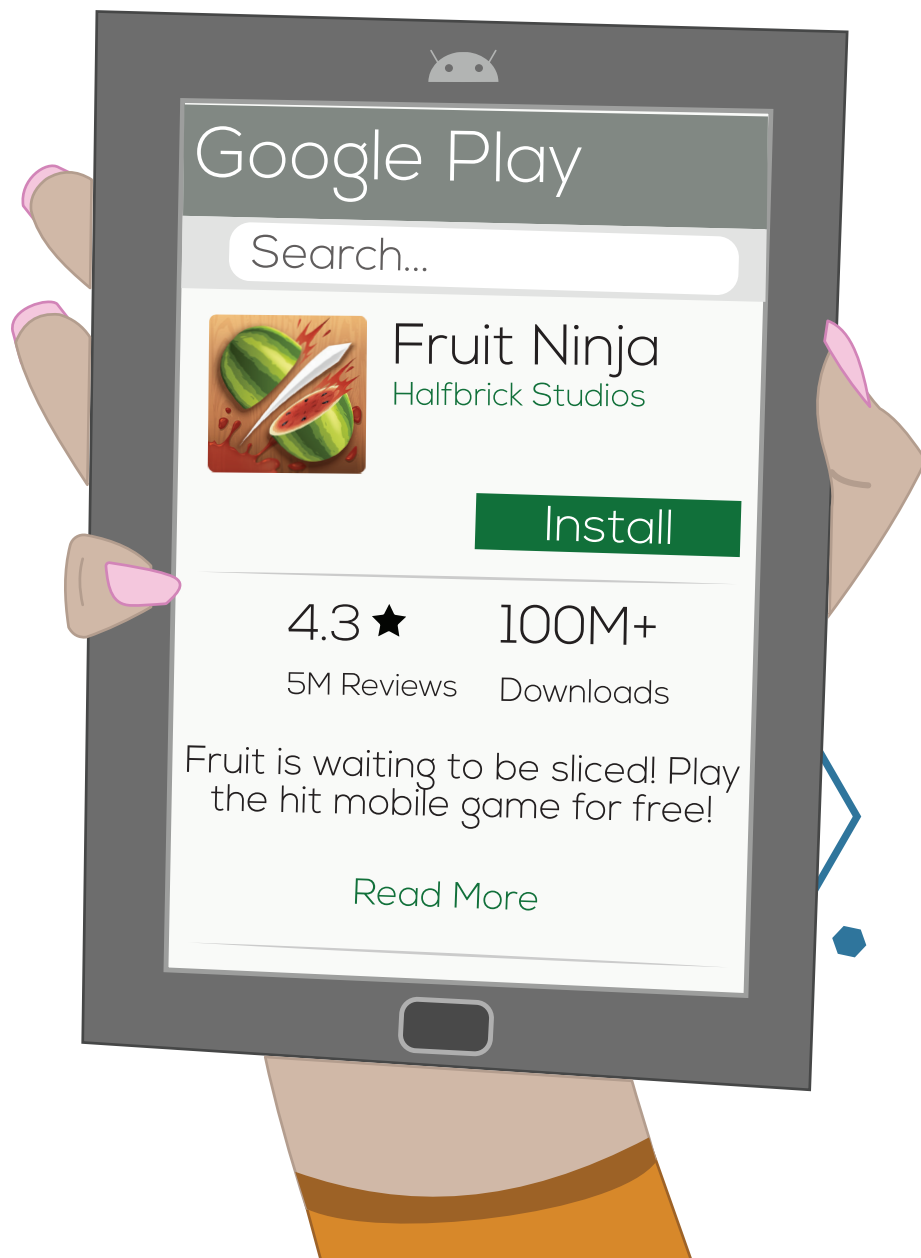 Google Play
Search...
Fruit Ninja
Halfbrick Studios
Install
4.3★ 100M+
5M Reviews Downloads
Fruit is waiting to be sliced! Play
the hit mobile game for free!
Read More